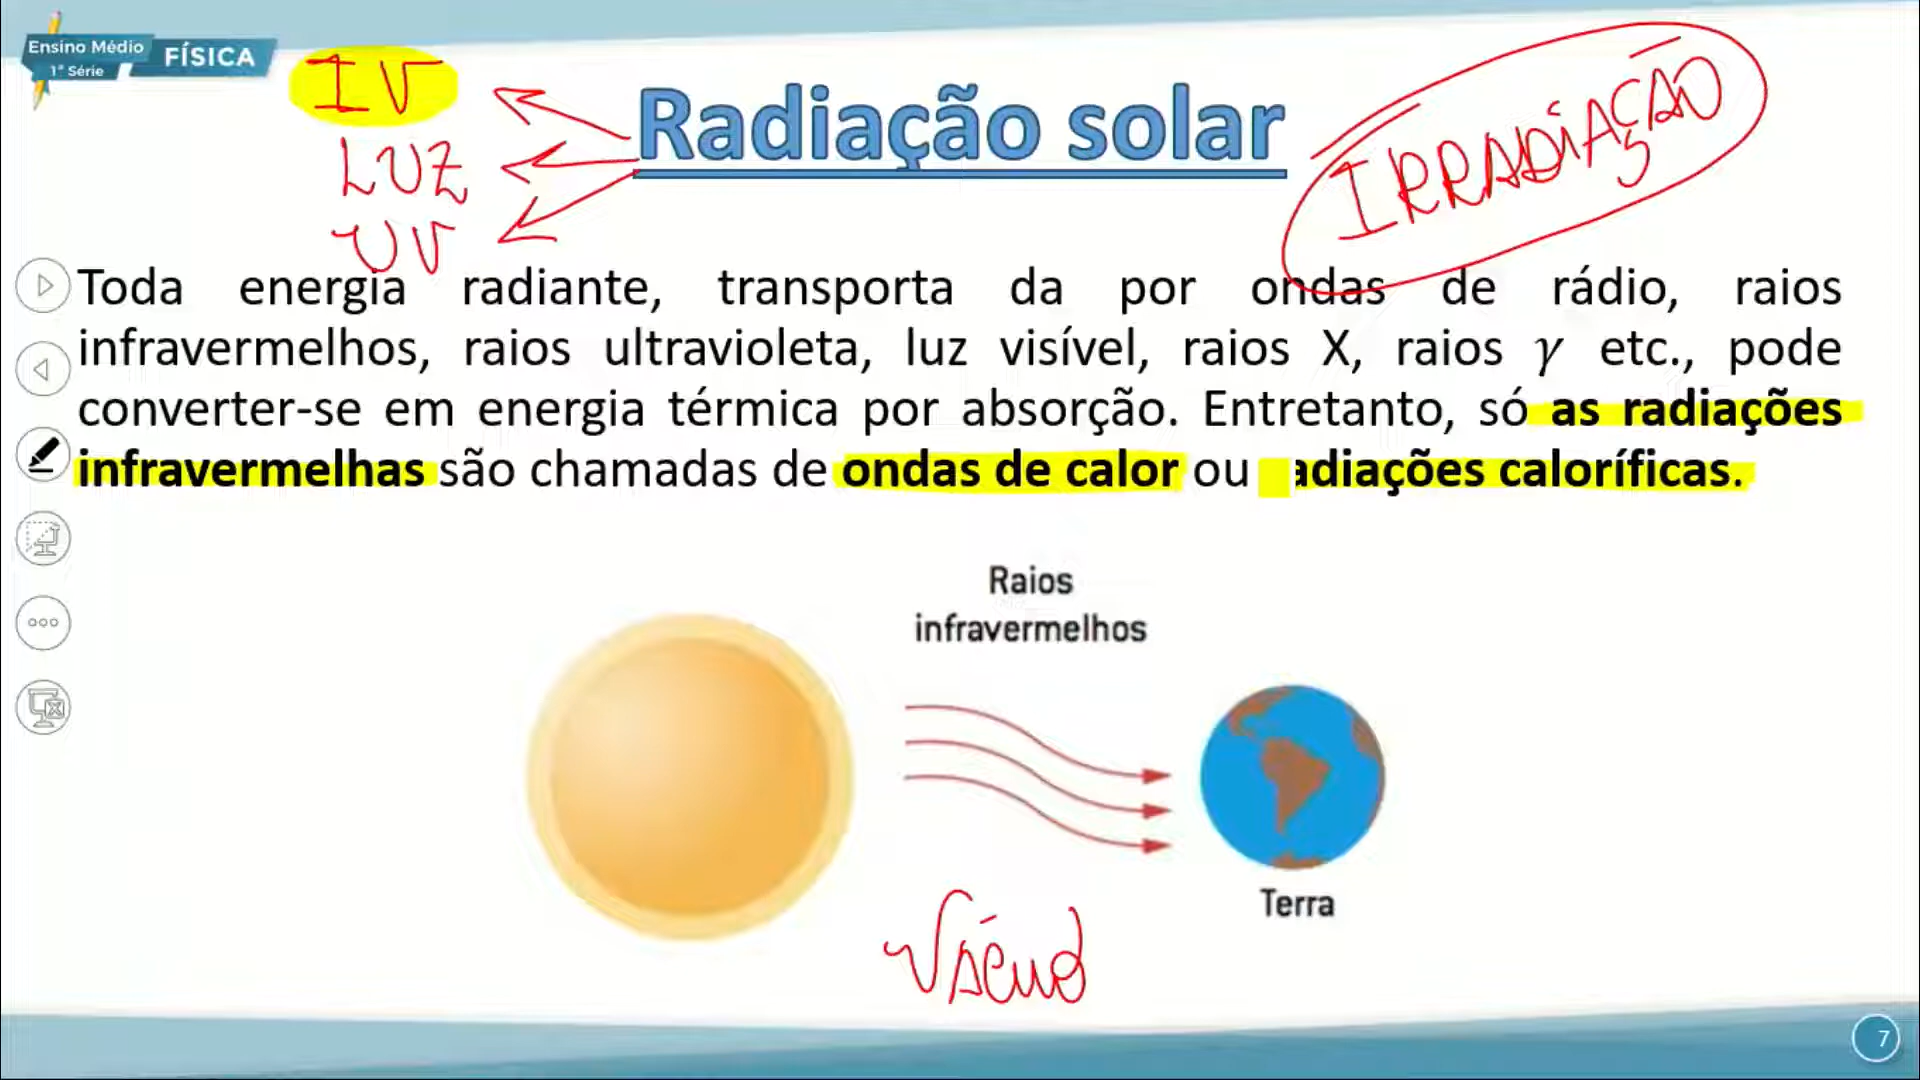 Ensino Médio
1ª Série
FÍSICA
IV
LUZ
UV
Radiação solar
IRRADIAÇÃO
Toda energia radiante, transporta da por ondas de rádio, raios
infravermelhos, raios ultravioleta, luz visível, raios X, raios γ etc., pode
converter-se em energia térmica por absorção. Entretanto, só as radiações
infravermelhas são chamadas de ondas de calor ou adiações caloríficas.
Raios
infravermelhos
Terra
Vácuo
7